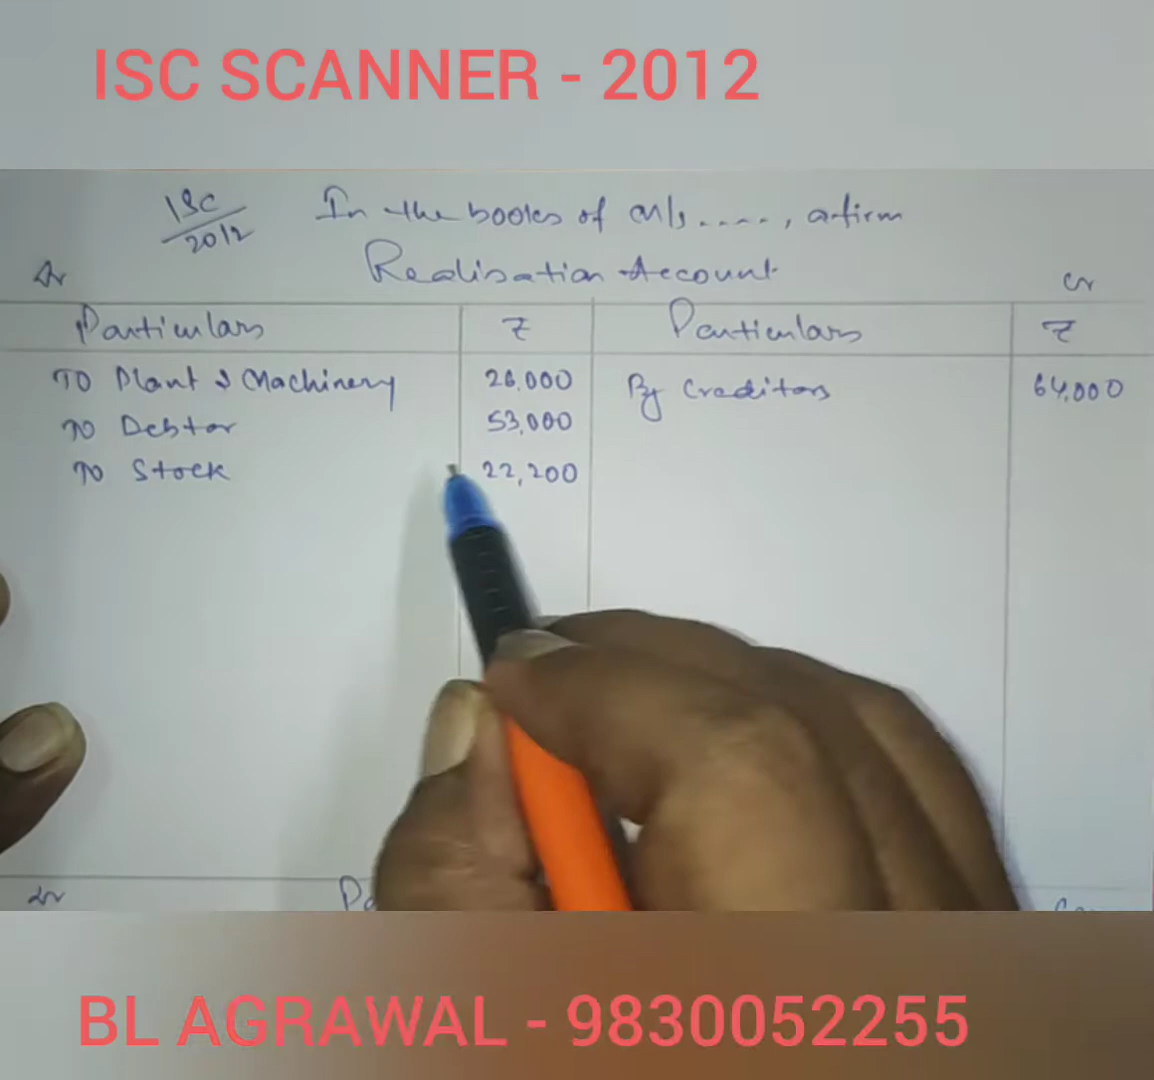 ISC SCANNER - 2012
ISC
2012
In the books of M/s ....., a firm
Realisation Account
Dr
Cr
Particulars ₹ Particulars ₹
To Plant & Machinery 26,000 By Creditors 64,000
To Debtor 53,000
To Stock 22,200
Dr
BL AGRAWAL - 9830052255